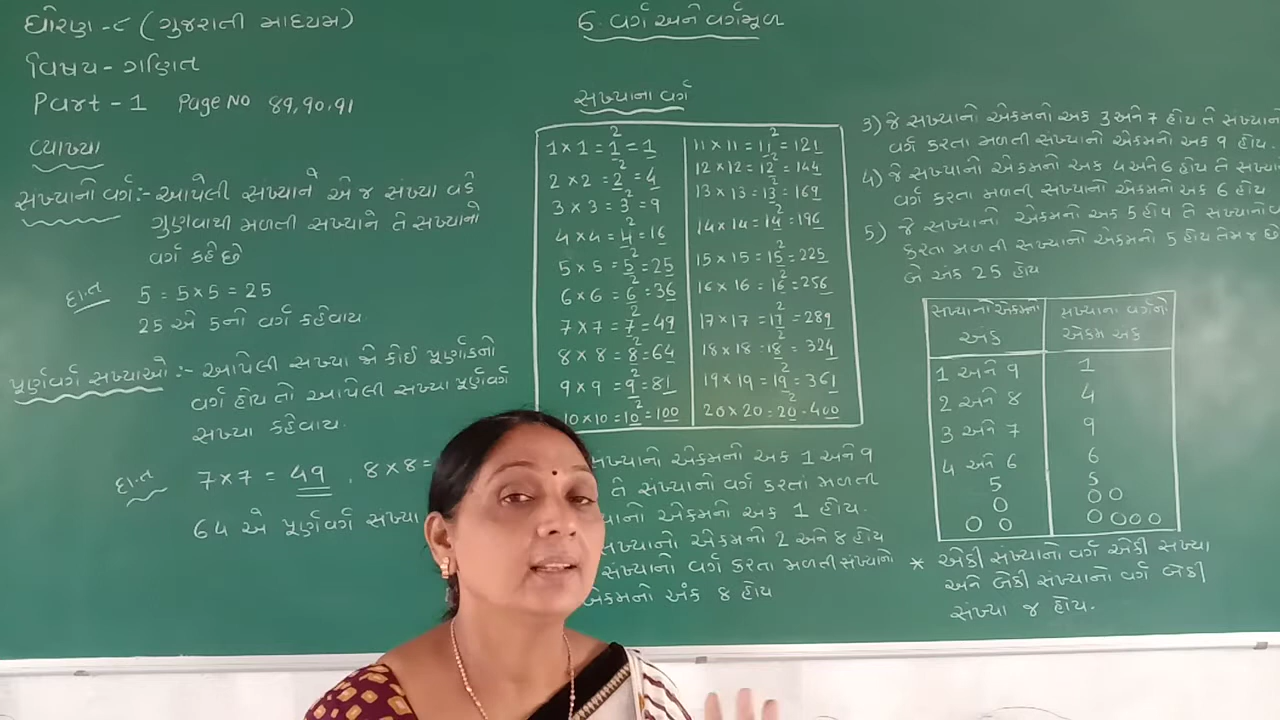 ધોરણ-૮ (ગુજરાતી માધ્યમ)
વિષય - ગણિત
Part - 1 Page No 89,90,91
વ્યાખ્યા
સંખ્યાનો વર્ગ:- આપેલી સંખ્યાને એ જ સંખ્યા વડે
ગુણવાથી મળતી સંખ્યાને તે સંખ્યાનો
વર્ગ કહે છે
દા.ત 5 = 5×5 = 25
25 એ 5નો વર્ગ કહેવાય
પૂર્ણવર્ગ સંખ્યાઓ:- આપેલી સંખ્યા જો કોઈ પૂર્ણાંકનો
વર્ગ હોય તો આપેલી સંખ્યા પૂર્ણવર્ગ
સંખ્યા કહેવાય.
દા.ત 7×7 = 49, 8×8=
64 એ પૂર્ણવર્ગ સંખ્યા
6. વર્ગ અને વર્ગમૂળ
સંખ્યાના વર્ગ
1×1 = 1² = 1
2×2 = 2² = 4
3×3 = 3² = 9
4×4 = 4² = 16
5×5 = 5² = 25
6×6 = 6² = 36
7×7 = 7² = 49
8×8 = 8² = 64
9×9 = 9² = 81
10×10 = 10² = 100
11×11 = 11² = 121
12×12 = 12² = 144
13×13 = 13² = 169
14×14 = 14² = 196
15×15 = 15² = 225
16×16 = 16² = 256
17×17 = 17² = 289
18×18 = 18² = 324
19×19 = 19² = 361
20×20 = 20² = 400
સંખ્યાનો એકમનો અંક 1 અને 9
તે સંખ્યાનો વર્ગ કરતાં મળતી
એકમનો અંક 1 હોય.
સંખ્યાનો એકમનો 2 અને 8 હોય
સંખ્યાનો વર્ગ કરતા મળતી સંખ્યાનો
એકમનો અંક 8 હોય
3) જે સંખ્યાનો એકમનો અંક 3 અને 7 હોય તે સંખ્યાનો
વર્ગ કરતા મળતી સંખ્યાનો એકમનો અંક 9 હોય.
4) જે સંખ્યાનો એકમનો અંક 4 અને 6 હોય તે
વર્ગ કરતા મળતી સંખ્યાનો એકમનો અંક 6 હોય.
5) જે સંખ્યાનો એકમનો અંક 5 હોય તે સંખ્યાનો
કરતા મળતી સંખ્યાનો એકમનો 5 હોય તેમ જ
બે અંક 25 હોય
સંખ્યાનો એકમનો અંક સંખ્યાના વર્ગનો એકમ અંક
1 અને 9 1
2 અને 8 4
3 અને 7 9
4 અને 6 6
5 5
0 00
00 0000
* એકી સંખ્યાનો વર્ગ એકી સંખ્યા
અને બેકી સંખ્યાનો વર્ગ બેકી
સંખ્યા જ હોય.